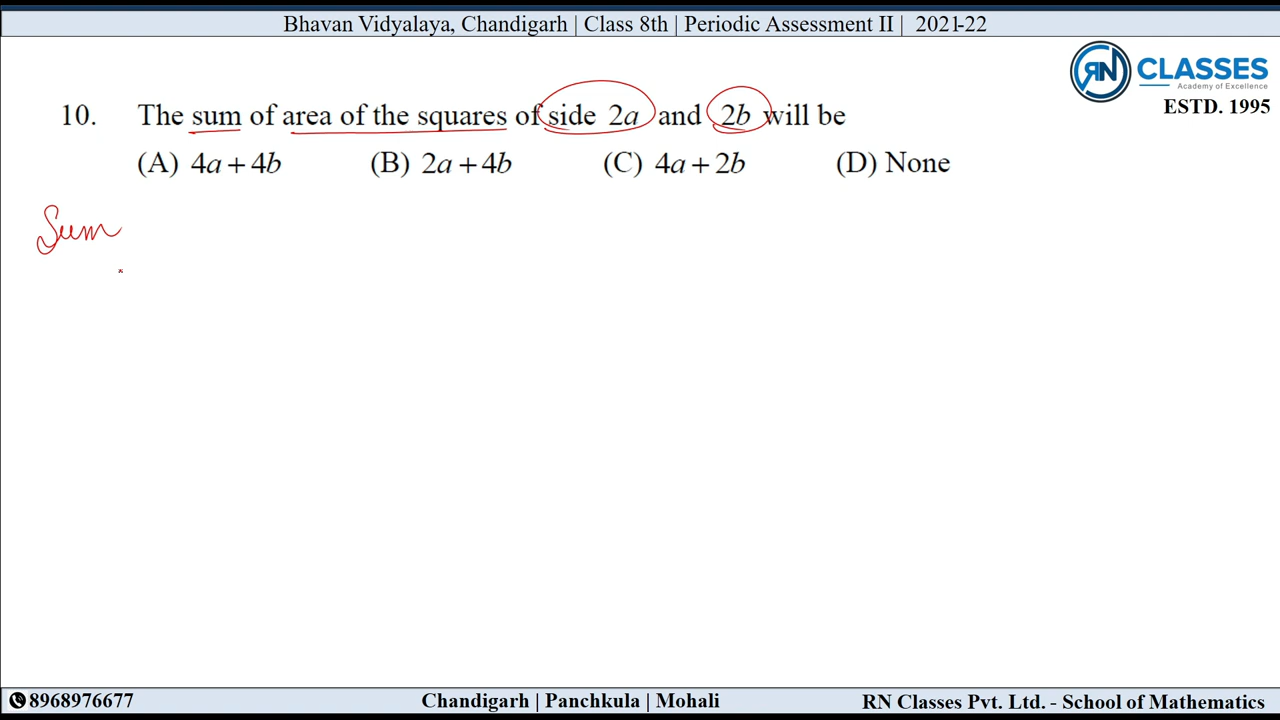 Bhavan Vidyalaya, Chandigarh | Class 8th | Periodic Assessment II | 2021-22
RN CLASSES
Academy of Excellence
ESTD. 1995
10. The sum of area of the squares of side 2a and 2b will be
(A) 4a + 4b (B) 2a + 4b (C) 4a + 2b (D) None
Sum
8968976677 Chandigarh | Panchkula | Mohali RN Classes Pvt. Ltd. - School of Mathematics